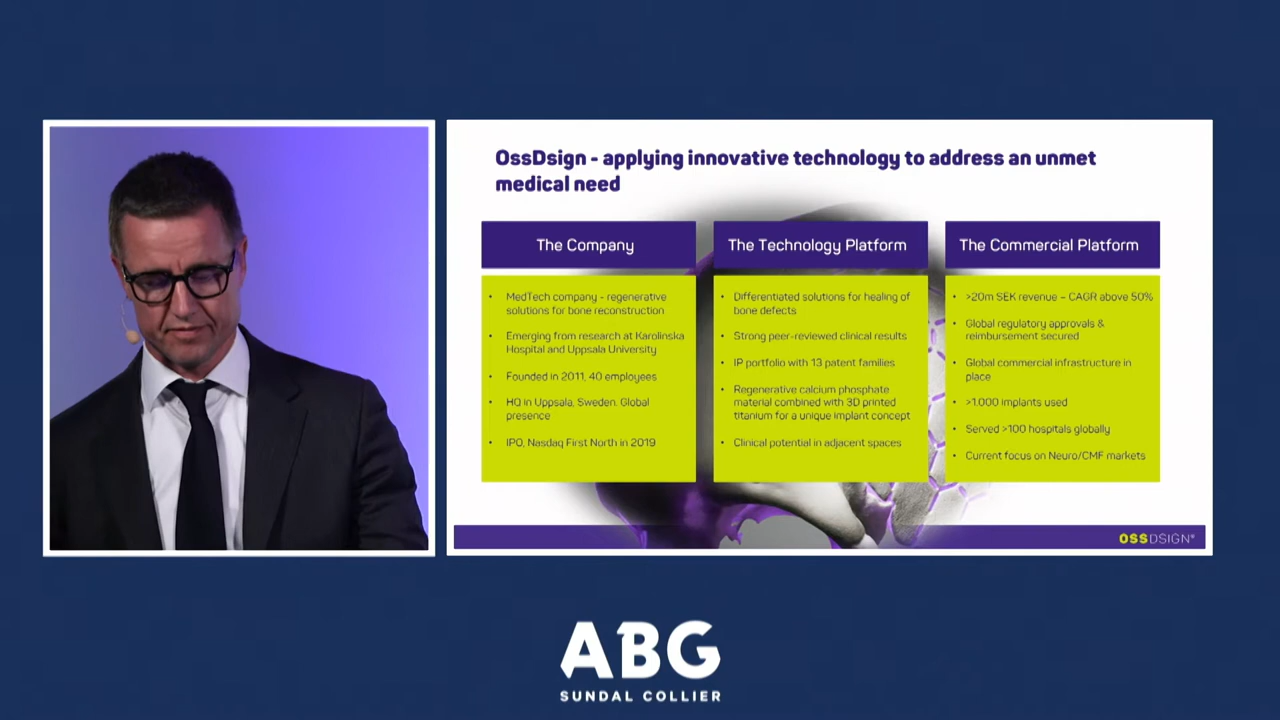 OssDsign - applying innovative technology to address an unmet
medical need
The Company
• MedTech company - regenerative
solutions for bone reconstruction
• Emerging from research at Karolinska
Hospital and Uppsala University
• Founded in 2011, 40 employees
• HQ in Uppsala, Sweden. Global
presence
• IPO, Nasdaq First North in 2019
The Technology Platform
• Differentiated solutions for healing of
bone defects
• Strong peer-reviewed clinical results
• IP portfolio with 13 patent families
• Regenerative calcium phosphate
material combined with 3D printed
titanium for a unique implant concept
• Clinical potential in adjacent spaces
The Commercial Platform
• >20m SEK revenue – CAGR above 50%
• Global regulatory approvals &
reimbursement secured
• Global commercial infrastructure in
place
• >1.000 implants used
• Served >100 hospitals globally
• Current focus on Neuro/CMF markets
OSSDSIGN®
ABG
SUNDAL COLLIER